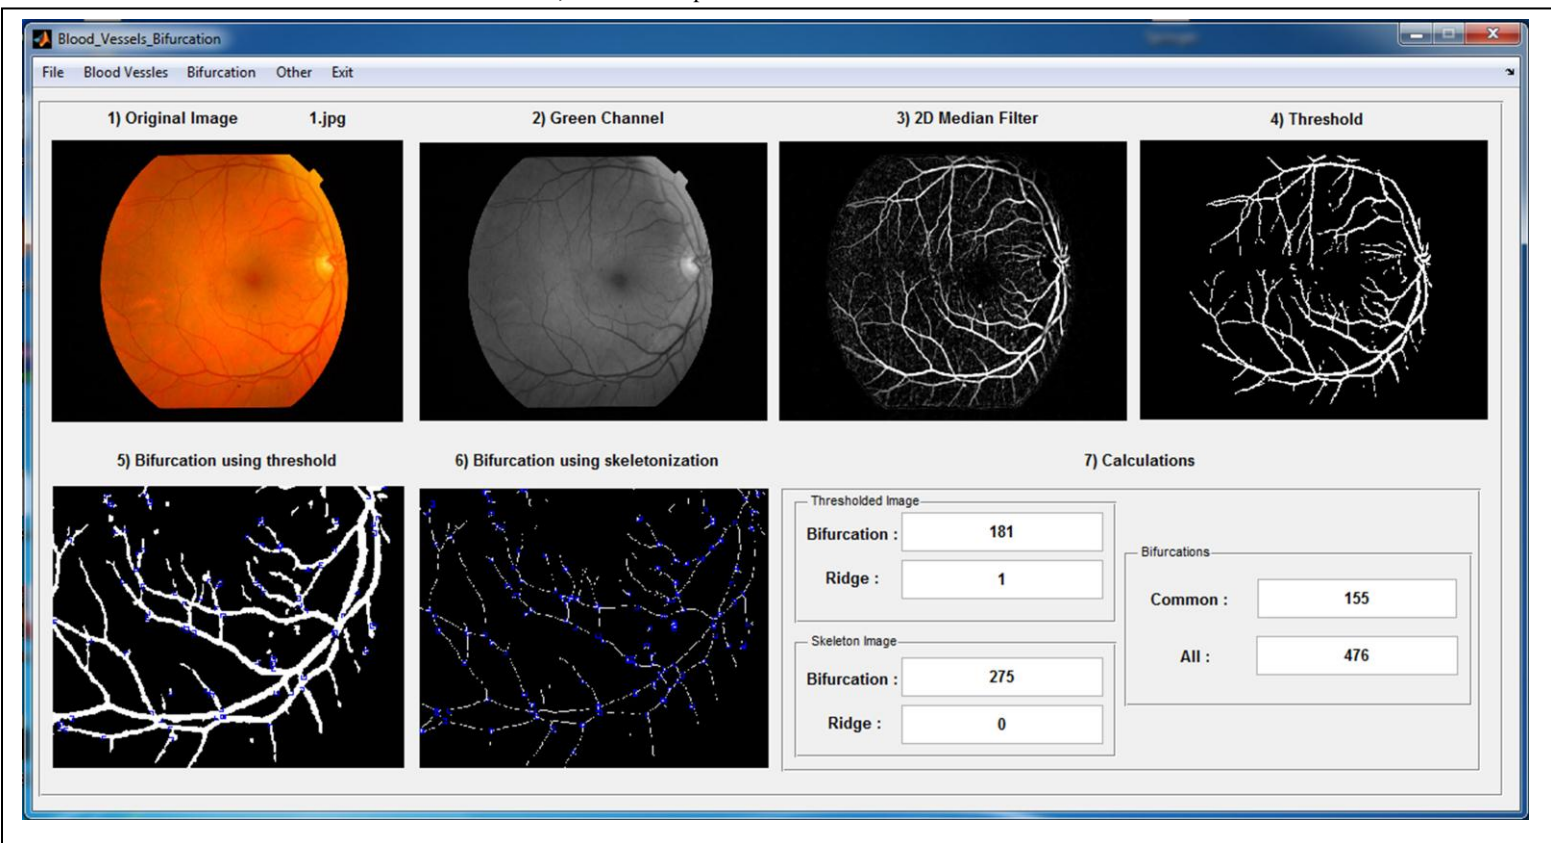 Blood_Vessels_Bifurcation
File Blood Vessles Bifurcation Other Exit
1) Original Image 1.jpg 2) Green Channel 3) 2D Median Filter 4) Threshold
5) Bifurcation using threshold 6) Bifurcation using skeletonization 7) Calculations
Thresholded Image
Bifurcation : 181
Ridge : 1
Skeleton Image
Bifurcation : 275
Ridge : 0
Bifurcations
Common : 155
All : 476